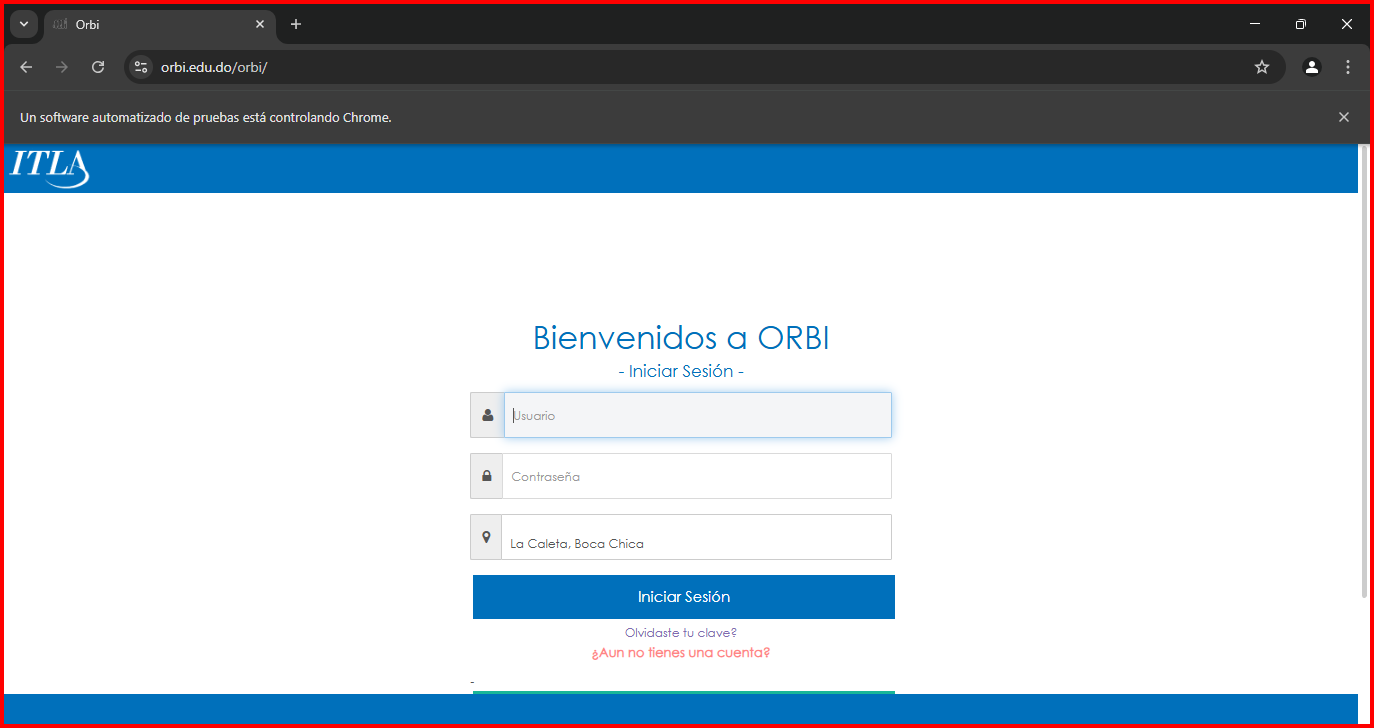 Orbi
orbi.edu.do/orbi/
Un software automatizado de pruebas está controlando Chrome.
ITLA
Bienvenidos a ORBI
- Iniciar Sesión -
Usuario
Contraseña
La Caleta, Boca Chica
Iniciar Sesión
Olvidaste tu clave?
¿Aun no tienes una cuenta?
-